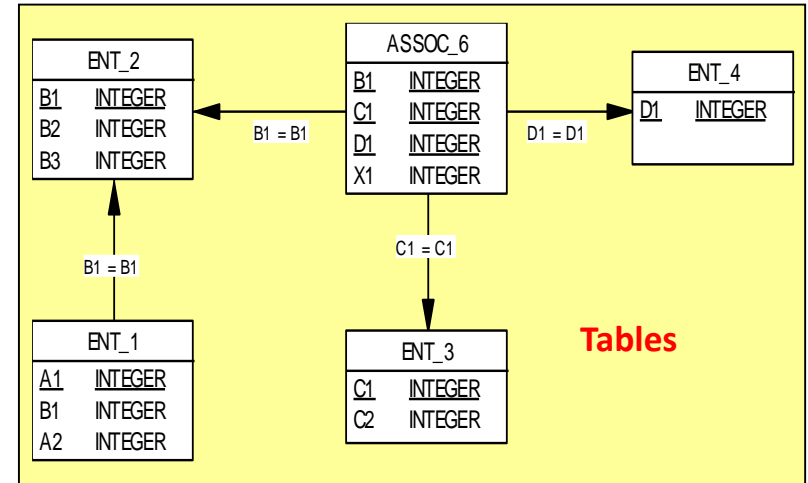 ENT_2
B1 INTEGER
B2 INTEGER
B3 INTEGER
ASSOC_6
B1 INTEGER
C1 INTEGER
D1 INTEGER
X1 INTEGER
ENT_4
D1 INTEGER
B1 = B1
D1 = D1
B1 = B1
C1 = C1
ENT_1
A1 INTEGER
B1 INTEGER
A2 INTEGER
ENT_3
C1 INTEGER
C2 INTEGER
Tables